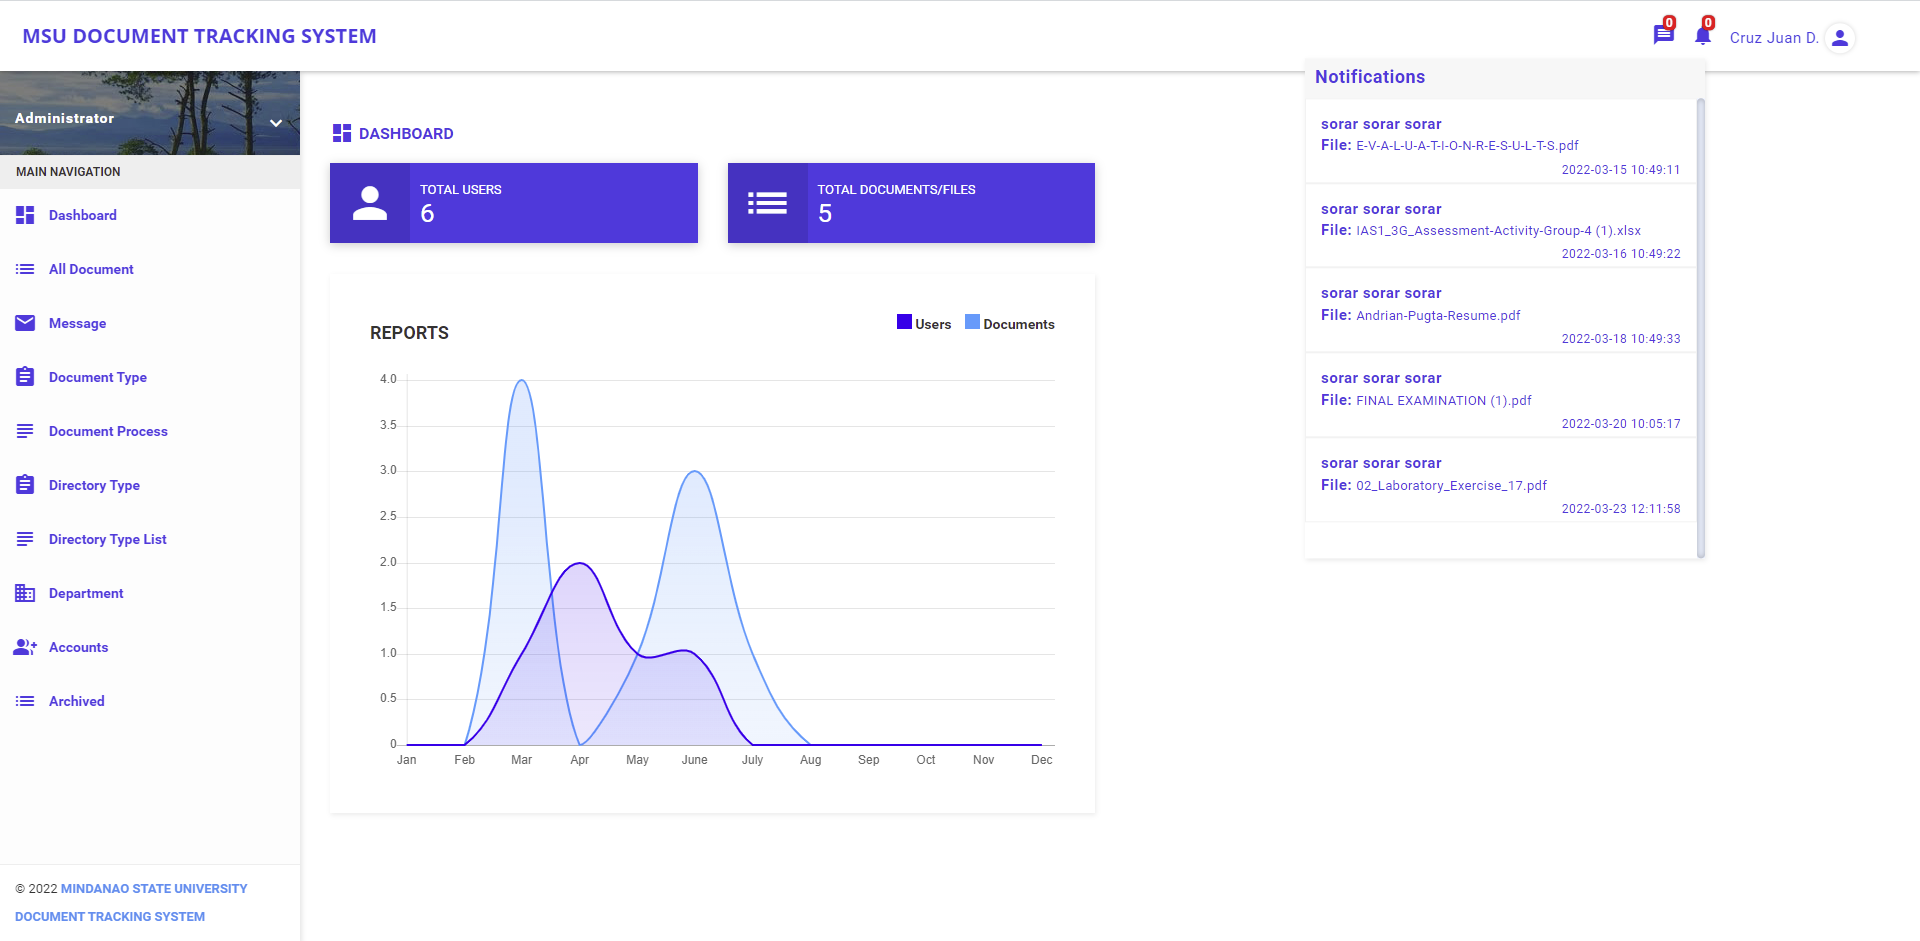 MSU DOCUMENT TRACKING SYSTEM
0
0
Cruz Juan D.
Administrator
MAIN NAVIGATION
Dashboard
All Document
Message
Document Type
Document Process
Directory Type
Directory Type List
Department
Accounts
Archived
© 2022 MINDANAO STATE UNIVERSITY
DOCUMENT TRACKING SYSTEM
DASHBOARD
TOTAL USERS
6
TOTAL DOCUMENTS/FILES
5
REPORTS
Users
Documents
4.0
3.5
3.0
2.5
2.0
1.5
1.0
0.5
0
Jan Feb Mar Apr May June July Aug Sep Oct Nov Dec
Notifications
sorar sorar sorar
File: E-V-A-L-U-A-T-I-O-N-R-E-S-U-L-T-S.pdf
2022-03-15 10:49:11
sorar sorar sorar
File: IAS1_3G_Assessment-Activity-Group-4 (1).xlsx
2022-03-16 10:49:22
sorar sorar sorar
File: Andrian-Pugta-Resume.pdf
2022-03-18 10:49:33
sorar sorar sorar
File: FINAL EXAMINATION (1).pdf
2022-03-20 10:05:17
sorar sorar sorar
File: 02_Laboratory_Exercise_17.pdf
2022-03-23 12:11:58